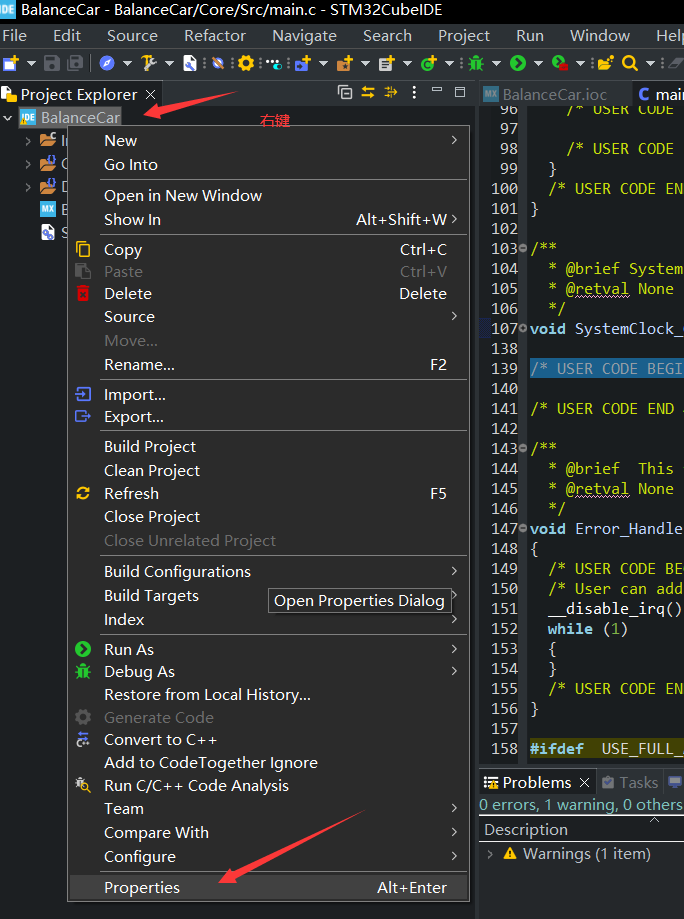 IDE BalanceCar - BalanceCar/Core/Src/main.c - STM32CubeIDE
File Edit Source Refactor Navigate Search Project Run Window Help
Project Explorer
MX BalanceCar.ioc
IDE BalanceCar
右键
New
Go Into
Open in New Window
Show In Alt+Shift+W
Copy Ctrl+C
Paste Ctrl+V
Delete Delete
Source
Move...
Rename... F2
Import...
Export...
Build Project
Clean Project
Refresh F5
Close Project
Close Unrelated Project
Build Configurations
Build Targets
Open Properties Dialog
Index
Run As
Debug As
Restore from Local History...
Generate Code
Convert to C++
Add to CodeTogether Ignore
Run C/C++ Code Analysis
Team
Compare With
Configure
Properties Alt+Enter
MX
96 /* USER CODE
97
98 /* USER CODE
99 }
100 /* USER CODE EN
101 }
102
103 /**
104 * @brief System
105 * @retval None
106 */
107 void SystemClock_
138
139 /* USER CODE BEGI
140
141 /* USER CODE END
142
143 /**
144 * @brief This
145 * @retval None
146 */
147 void Error_Handle
148 {
149 /* USER CODE BE
150 /* User can add
151 __disable_irq()
152 while (1)
153 {
154 }
155 /* USER CODE EN
156 }
157
158 #ifdef USE_FULL_
Problems Tasks
0 errors, 1 warning, 0 others
Description
Warnings (1 item)